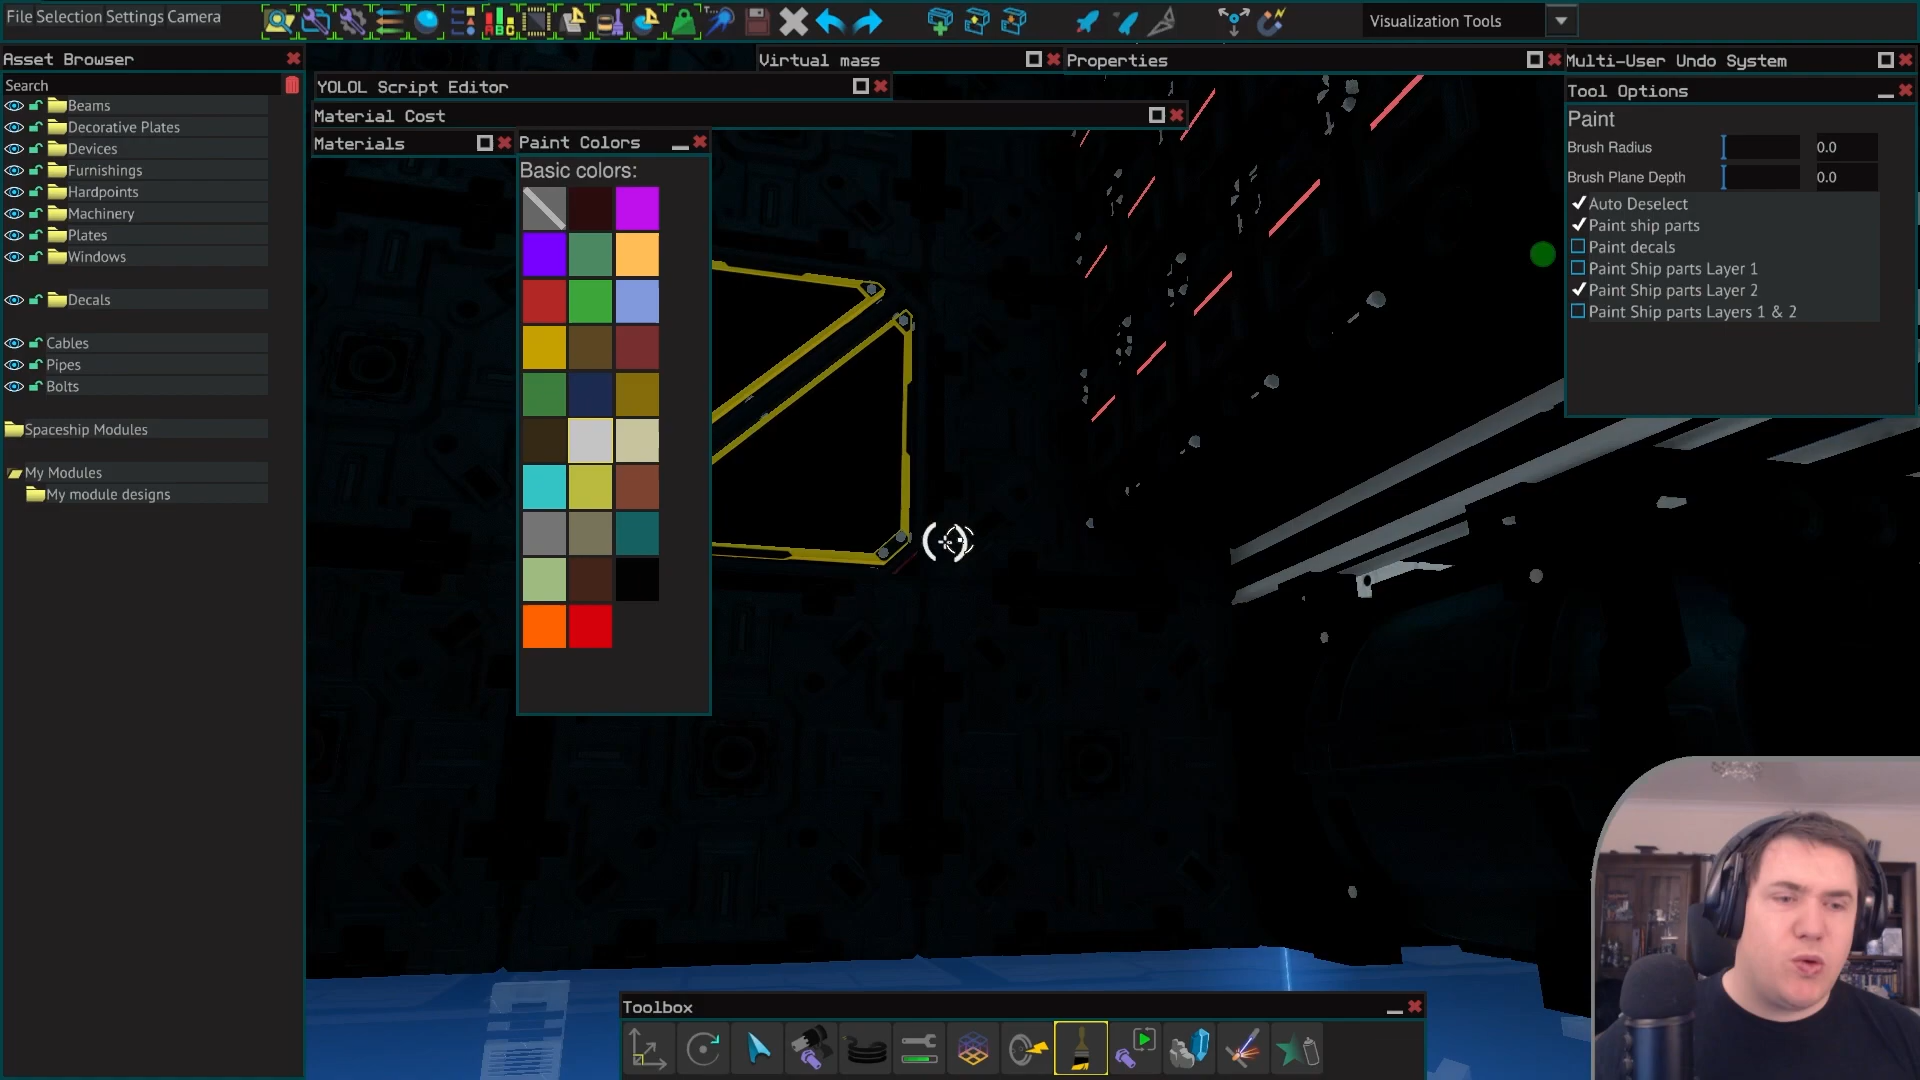 File Selection Settings Camera
Visualization Tools
Asset Browser
Search
Beams
Decorative Plates
Devices
Furnishings
Hardpoints
Machinery
Plates
Windows
Decals
Cables
Pipes
Bolts
Spaceship Modules
My Modules
My module designs
Virtual mass
Properties
Multi-User Undo System
YOLOL Script Editor
Material Cost
Materials
Paint Colors
Basic colors:
Tool Options
Paint
Brush Radius 0.0
Brush Plane Depth 0.0
Auto Deselect
Paint ship parts
Paint decals
Paint Ship parts Layer 1
Paint Ship parts Layer 2
Paint Ship parts Layers 1 & 2
Toolbox